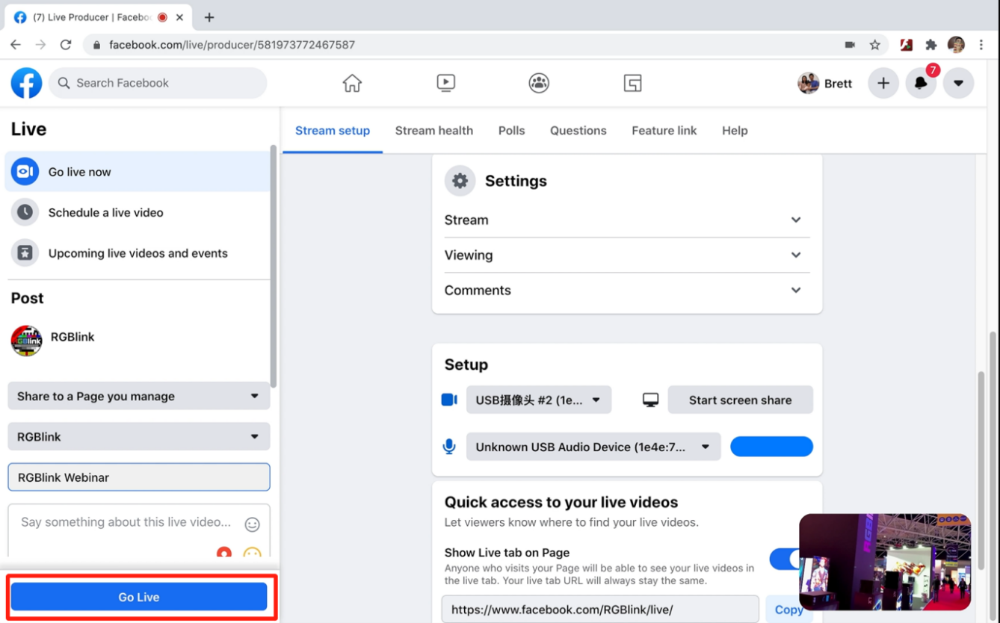 (7) Live Producer | Facebo
facebook.com/live/producer/581973772467587
Search Facebook
Brett
7
Live
Go live now
Schedule a live video
Upcoming live videos and events
Post
RGBlink
Share to a Page you manage
RGBlink
RGBlink Webinar
Say something about this live video...
Go Live
Stream setup
Stream health
Polls
Questions
Feature link
Help
Settings
Stream
Viewing
Comments
Setup
USB摄像头 #2 (1e...
Start screen share
Unknown USB Audio Device (1e4e:7...
Quick access to your live videos
Let viewers know where to find your live videos.
Show Live tab on Page
Anyone who visits your Page will be able to see your live videos in
the live tab. Your live tab URL will always stay the same.
https://www.facebook.com/RGBlink/live/
Copy